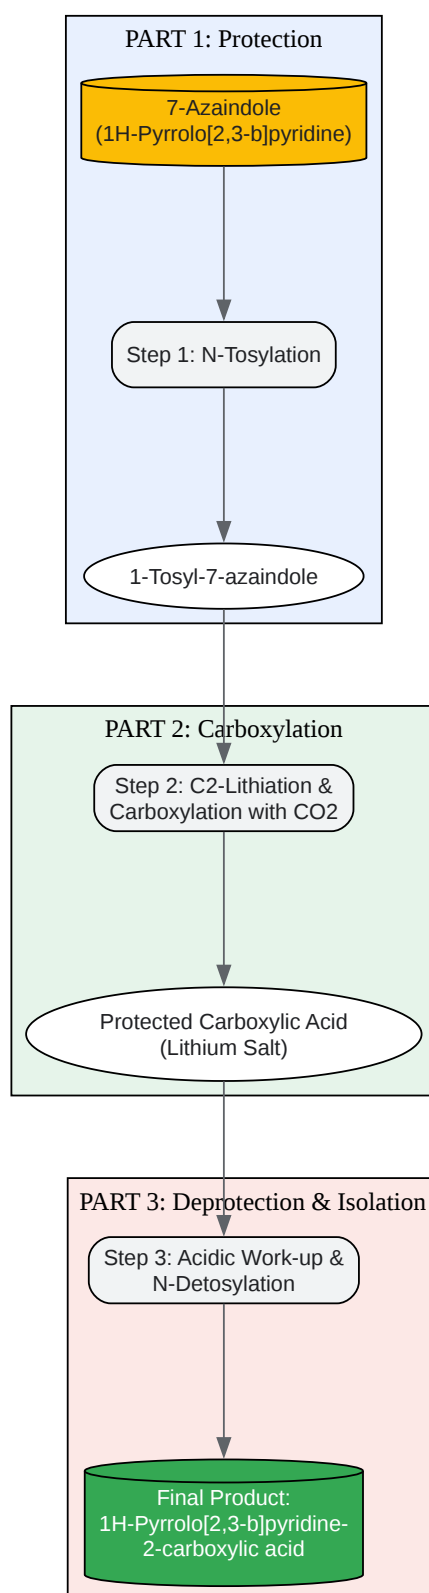 PART 1: Protection
7-Azaindole
(1H-Pyrrolo[2,3-b]pyridine)
Step 1: N-Tosylation
1-Tosyl-7-azaindole
PART 2: Carboxylation
Step 2: C2-Lithiation &
Carboxylation with CO2
Protected Carboxylic Acid
(Lithium Salt)
PART 3: Deprotection & Isolation
Step 3: Acidic Work-up &
N-Detosylation
Final Product:
1H-Pyrrolo[2,3-b]pyridine-
2-carboxylic acid